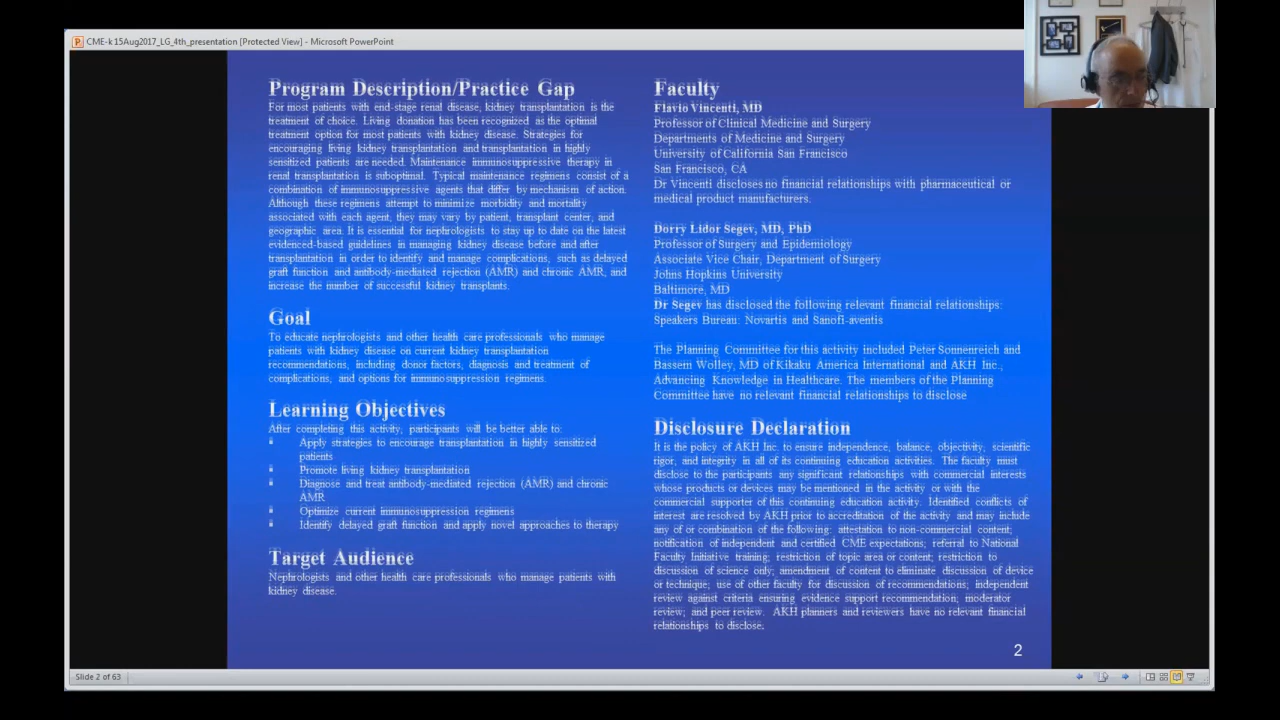 CME-k 15Aug2017_LG_4th_presentation [Protected View] - Microsoft PowerPoint
Program Description/Practice Gap
For most patients with end-stage renal disease, kidney transplantation is the
treatment of choice. Living donation has been recognized as the optimal
treatment option for most patients with kidney disease. Strategies for
encouraging living kidney transplantation and transplantation in highly
sensitized patients are needed. Maintenance immunosuppressive therapy in
renal transplantation is suboptimal. Typical maintenance regimens consist of a
combination of immunosuppressive agents that differ by mechanism of action.
Although these regimens attempt to minimize morbidity and mortality
associated with each agent, they may vary by patient, transplant center, and
geographic area. It is essential for nephrologists to stay up to date on the latest
evidenced-based guidelines in managing kidney disease before and after
transplantation in order to identify and manage complications, such as delayed
graft function and antibody-mediated rejection (AMR) and chronic AMR, and
increase the number of successful kidney transplants.
Goal
To educate nephrologists and other health care professionals who manage
patients with kidney disease on current kidney transplantation
recommendations, including donor factors, diagnosis and treatment of
complications, and options for immunosuppression regimens.
Learning Objectives
After completing this activity, participants will be better able to:
Apply strategies to encourage transplantation in highly sensitized
patients
Promote living kidney transplantation
Diagnose and treat antibody-mediated rejection (AMR) and chronic
AMR
Optimize current immunosuppression regimens
Identify delayed graft function and apply novel approaches to therapy
Target Audience
Nephrologists and other health care professionals who manage patients with
kidney disease.
Faculty
Flavio Vincenti, MD
Professor of Clinical Medicine and Surgery
Departments of Medicine and Surgery
University of California San Francisco
San Francisco, CA
Dr Vincenti discloses no financial relationships with pharmaceutical or
medical product manufacturers.
Dorry Lidor Segev, MD, PhD
Professor of Surgery and Epidemiology
Associate Vice Chair, Department of Surgery
Johns Hopkins University
Baltimore, MD
Dr Segev has disclosed the following relevant financial relationships:
Speakers Bureau: Novartis and Sanofi-aventis
The Planning Committee for this activity included Peter Sonnenreich and
Bassem Wolley, MD of Kikaku America International and AKH Inc.,
Advancing Knowledge in Healthcare. The members of the Planning
Committee have no relevant financial relationships to disclose
Disclosure Declaration
It is the policy of AKH Inc. to ensure independence, balance, objectivity, scientific
rigor, and integrity in all of its continuing education activities. The faculty must
disclose to the participants any significant relationships with commercial interests
whose products or devices may be mentioned in the activity or with the
commercial supporter of this continuing education activity. Identified conflicts of
interest are resolved by AKH prior to accreditation of the activity and may include
any of or combination of the following: attestation to non-commercial content;
notification of independent and certified CME expectations; referral to National
Faculty Initiative training; restriction of topic area or content; restriction to
discussion of science only; amendment of content to eliminate discussion of device
or technique; use of other faculty for discussion of recommendations; independent
review against criteria ensuring evidence support recommendation; moderator
review; and peer review. AKH planners and reviewers have no relevant financial
relationships to disclose.
2
Slide 2 of 63